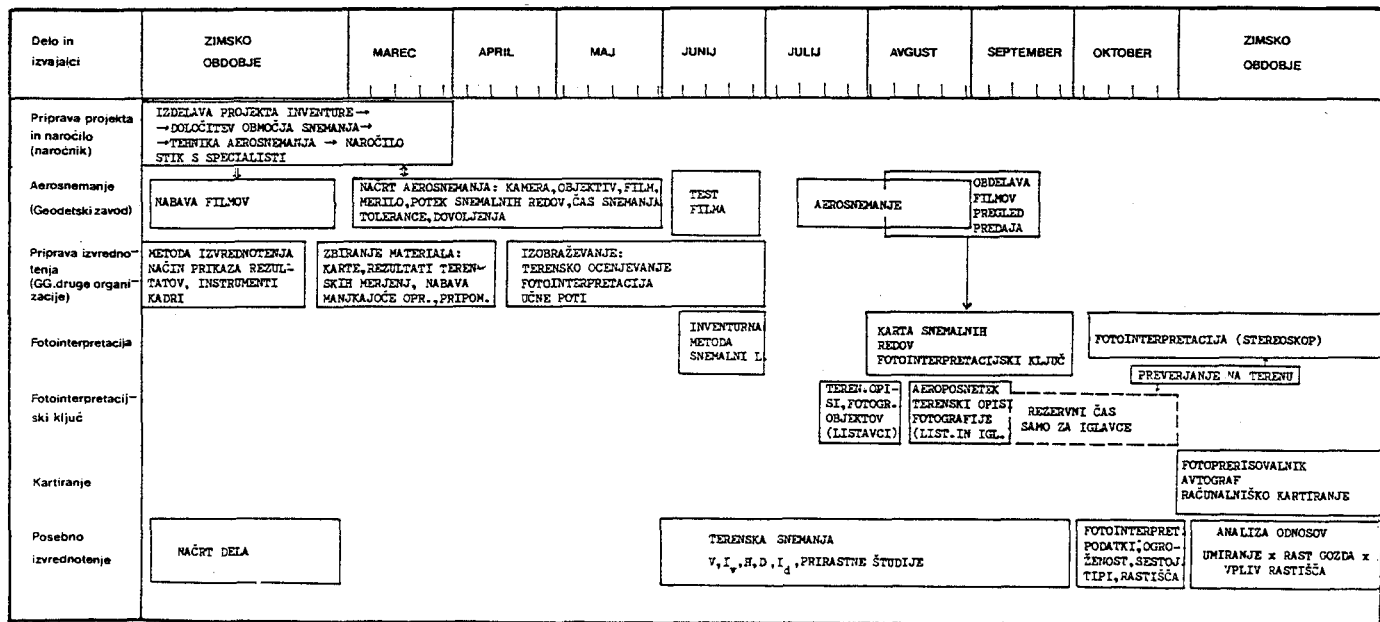 Delo in
izvajalci
ZIMSKO
OBDOBJE
MAREC
APRIL
MAJ
JUNIJ
JULIJ
AVGUST
SEPTEMBER
OKTOBER
ZIMSKO
OBDOBJE
Priprava projekta
in naročilo
(naročnik)
IZDELAVA PROJEKTA INVENTURE→
→DOLOČITEV OBMOČJA SNEMANJA→
→TEHNIKA AEROSNEMANJA → NAROČILO
STIK S SPECIALISTI
Aerosnemanje
(Geodetski zavod)
NABAVA FILMOV
NAČRT AEROSNEMANJA: KAMERA,OBJEKTIV,FILM,
MERILO,POTEK SNEMALNIH REDOV,ČAS SNEMANJA
TOLERANCE,DOVOLJENJA
TEST
FILMA
AEROSNEMANJE
OBDELAVA
FILMOV
PREGLED
PREDAJA
Priprava izvredno-
tenja
(GG.druge organi-
zacije)
METODA IZVREDNOTENJA
NAČIN PRIKAZA REZUL-
TATOV, INSTRUMENTI
KADRI
ZBIRANJE MATERIALA:
KARTE,REZULTATI TEREN-
SKIH MERJENJ, NABAVA
MANJKAJOČE OPR.,PRIPOM.
IZOBRAŽEVANJE:
TERENSKO OCENJEVANJE
FOTOINTERPRETACIJA
UČNE POTI
Fotointerpretacija
INVENTURNA
METODA
SNEMALNI L.
KARTA SNEMALNIH
REDOV
FOTOINTERPRETACIJSKI KLJUČ
FOTOINTERPRETACIJA (STEREOSKOP)
PREVERJANJE NA TERENU
Fotointerpretacij-
ski ključ
TEREN.OPI-
SI,FOTOGR.
OBJEKTOV
(LISTAVCI)
AEROPOSNETEK
TERENSKI OPISI
FOTOGRAFIJE
(LIST.IN IGL.
REZERVNI ČAS
SAMO ZA IGLAVCE
Kartiranje
FOTOPRERISOVALNIK
AVTOGRAF
RAČUNALNIŠKO KARTIRANJE
Posebno
izvrednotenje
NAČRT DELA
TERENSKA SNEMANJA
V,Iv,H,D,Id,PRIRASTNE ŠTUDIJE
FOTOINTERPRET
PODATKI,OGRO-
ŽENOST,SESTOJ.
TIPI,RASTIŠČA
ANALIZA ODNOSOV
UMIRANJE x RAST GOZDA x
VPLIV RASTIŠČA